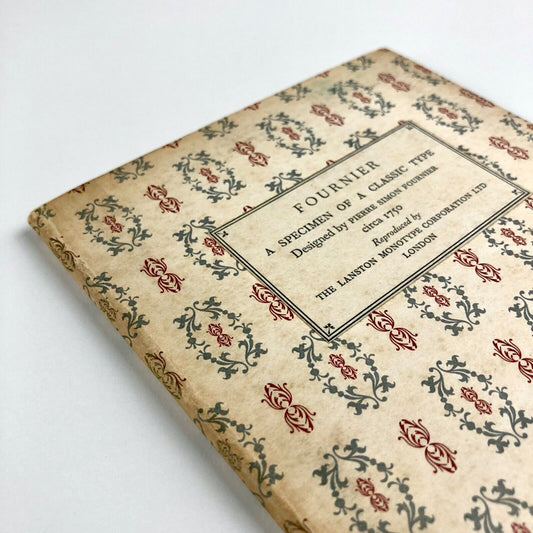 FOURNIER
A SPECIMEN OF A CLASSIC TYPE
Designed by PIERRE SIMON FOURNIER
circa 1750
Reproduced by
THE LANSTON MONOTYPE CORPORATION LTD
LONDON